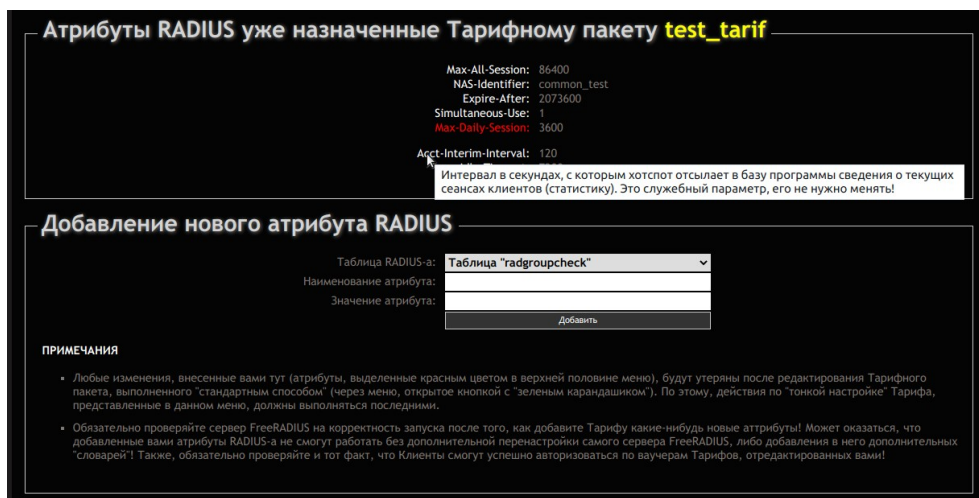 Атрибуты RADIUS уже назначенные Тарифному пакету test_tarif
Max-All-Session: 86400
NAS-Identifier: common_test
Expire-After: 2073600
Simultaneous-Use: 1
Max-Daily-Session: 3600
Acct-Interim-Interval: 120
Интервал в секундах, с которым хотспот отсылает в базу программы сведения о текущих
сеансах клиентов (статистику). Это служебный параметр, его не нужно менять!
Добавление нового атрибута RADIUS
Таблица RADIUS-а: Таблица "radgroupcheck"
Наименование атрибута:
Значение атрибута:
Добавить
ПРИМЕЧАНИЯ
Любые изменения, внесенные вами тут (атрибуты, выделенные красным цветом в верхней половине меню), будут утеряны после редактирования Тарифного
пакета, выполненного "стандартным способом" (через меню, открытое кнопкой с "зеленым карандашиком"). По этому, действия по "тонкой настройке" Тарифа,
представленные в данном меню, должны выполняться последними.
Обязательно проверяйте сервер FreeRADIUS на корректность запуска после того, как добавите Тарифу какие-нибудь новые аттрибуты! Может оказаться, что
добавленные вами атрибуты RADIUS-а не смогут работать без дополнительной перенастройки самого сервера FreeRADIUS, либо добавления в него дополнительных
"словарей"! Также, обязательно проверяйте и тот факт, что Клиенты смогут успешно авторизоваться по ваучерам Тарифов, отредактированных вами!